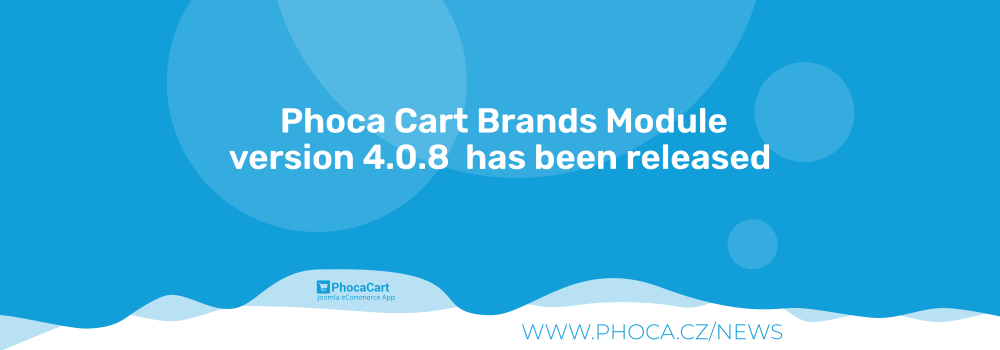 Phoca Cart Brands Module
version 4.0.8 has been released
PhocaCart
Joomla eCommerce App
WWW.PHOCA.CZ/NEWS